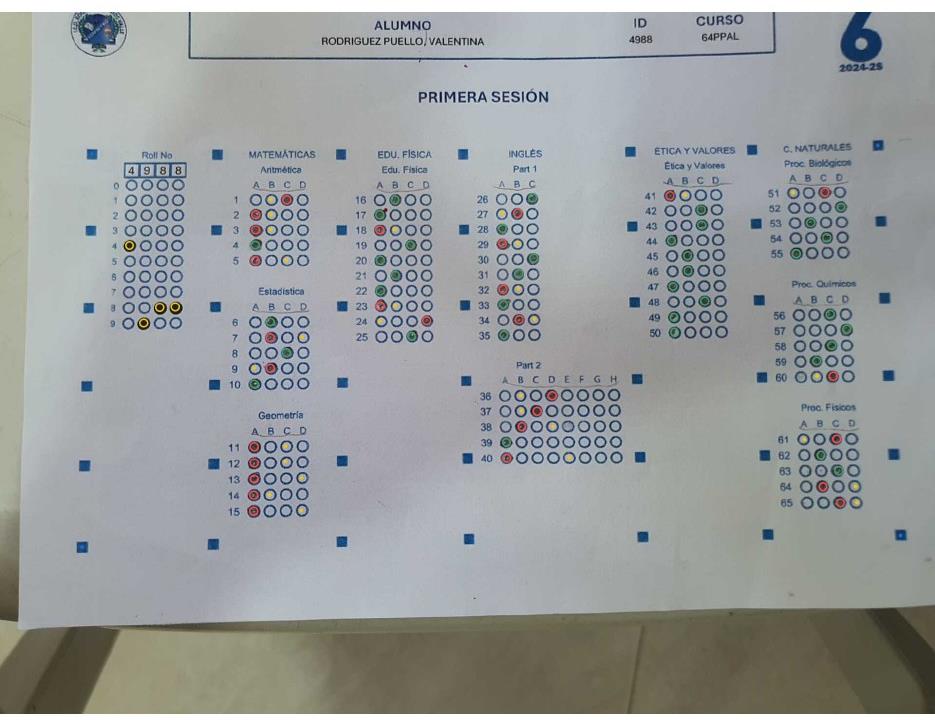 ALUMNO ID CURSO
RODRIGUEZ PUELLO, VALENTINA 4988 64PPAL
6
2024-2S
PRIMERA SESIÓN
Roll No
4 9 8 8
0
1
2
3
4
5
6
7
8
9
MATEMÁTICAS
Aritmética
A B C D
1
2
3
4
5
Estadística
A B C D
6
7
8
9
10
Geometría
A B C D
11
12
13
14
15
EDU. FÍSICA
Edu. Física
A B C D
16
17
18
19
20
21
22
23
24
25
INGLÉS
Part 1
A B C
26
27
28
29
30
31
32
33
34
35
Part 2
A B C D E F G H
36
37
38
39
40
ÉTICA Y VALORES
Ética y Valores
A B C D
41
42
43
44
45
46
47
48
49
50
C. NATURALES
Proc. Biológicos
A B C D
51
52
53
54
55
Proc. Químicos
A B C D
56
57
58
59
60
Proc. Físicos
A B C D
61
62
63
64
65